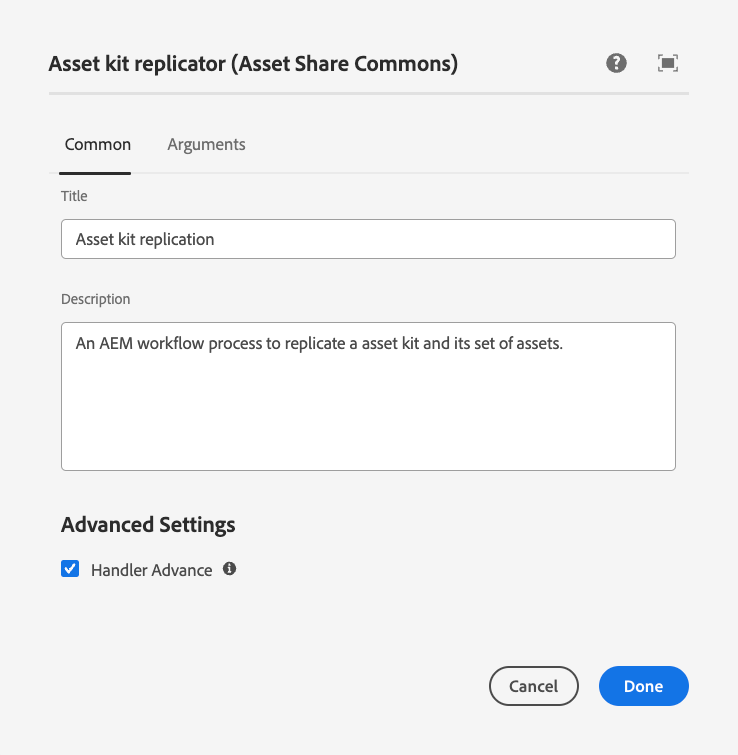 Asset kit replicator (Asset Share Commons)
Common Arguments
Title
Asset kit replication
Description
An AEM workflow process to replicate a asset kit and its set of assets.
Advanced Settings
Handler Advance
Cancel Done